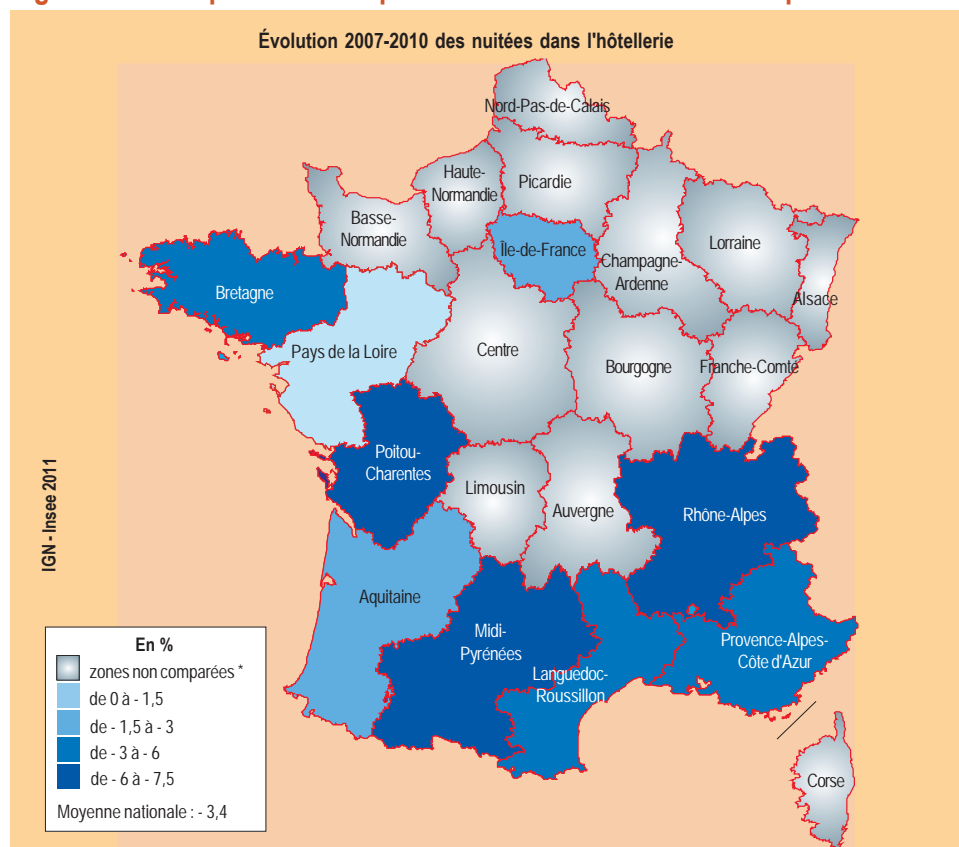 Évolution 2007-2010 des nuitées dans l'hôtellerie
Nord-Pas-de-Calais
Haute-
Normandie
Picardie
Basse-
Normandie
Île-de-France
Champagne-
Ardenne
Lorraine
Alsace
Bretagne
Pays de la Loire
Centre
Bourgogne
Franche-Comté
Poitou-
Charentes
Limousin
Auvergne
Rhône-Alpes
Aquitaine
Midi-
Pyrénées
Languedoc-
Roussillon
Provence-Alpes-
Côte d'Azur
Corse
IGN - Insee 2011
En %
zones non comparées *
de 0 à - 1,5
de - 1,5 à - 3
de - 3 à - 6
de - 6 à - 7,5
Moyenne nationale : - 3,4